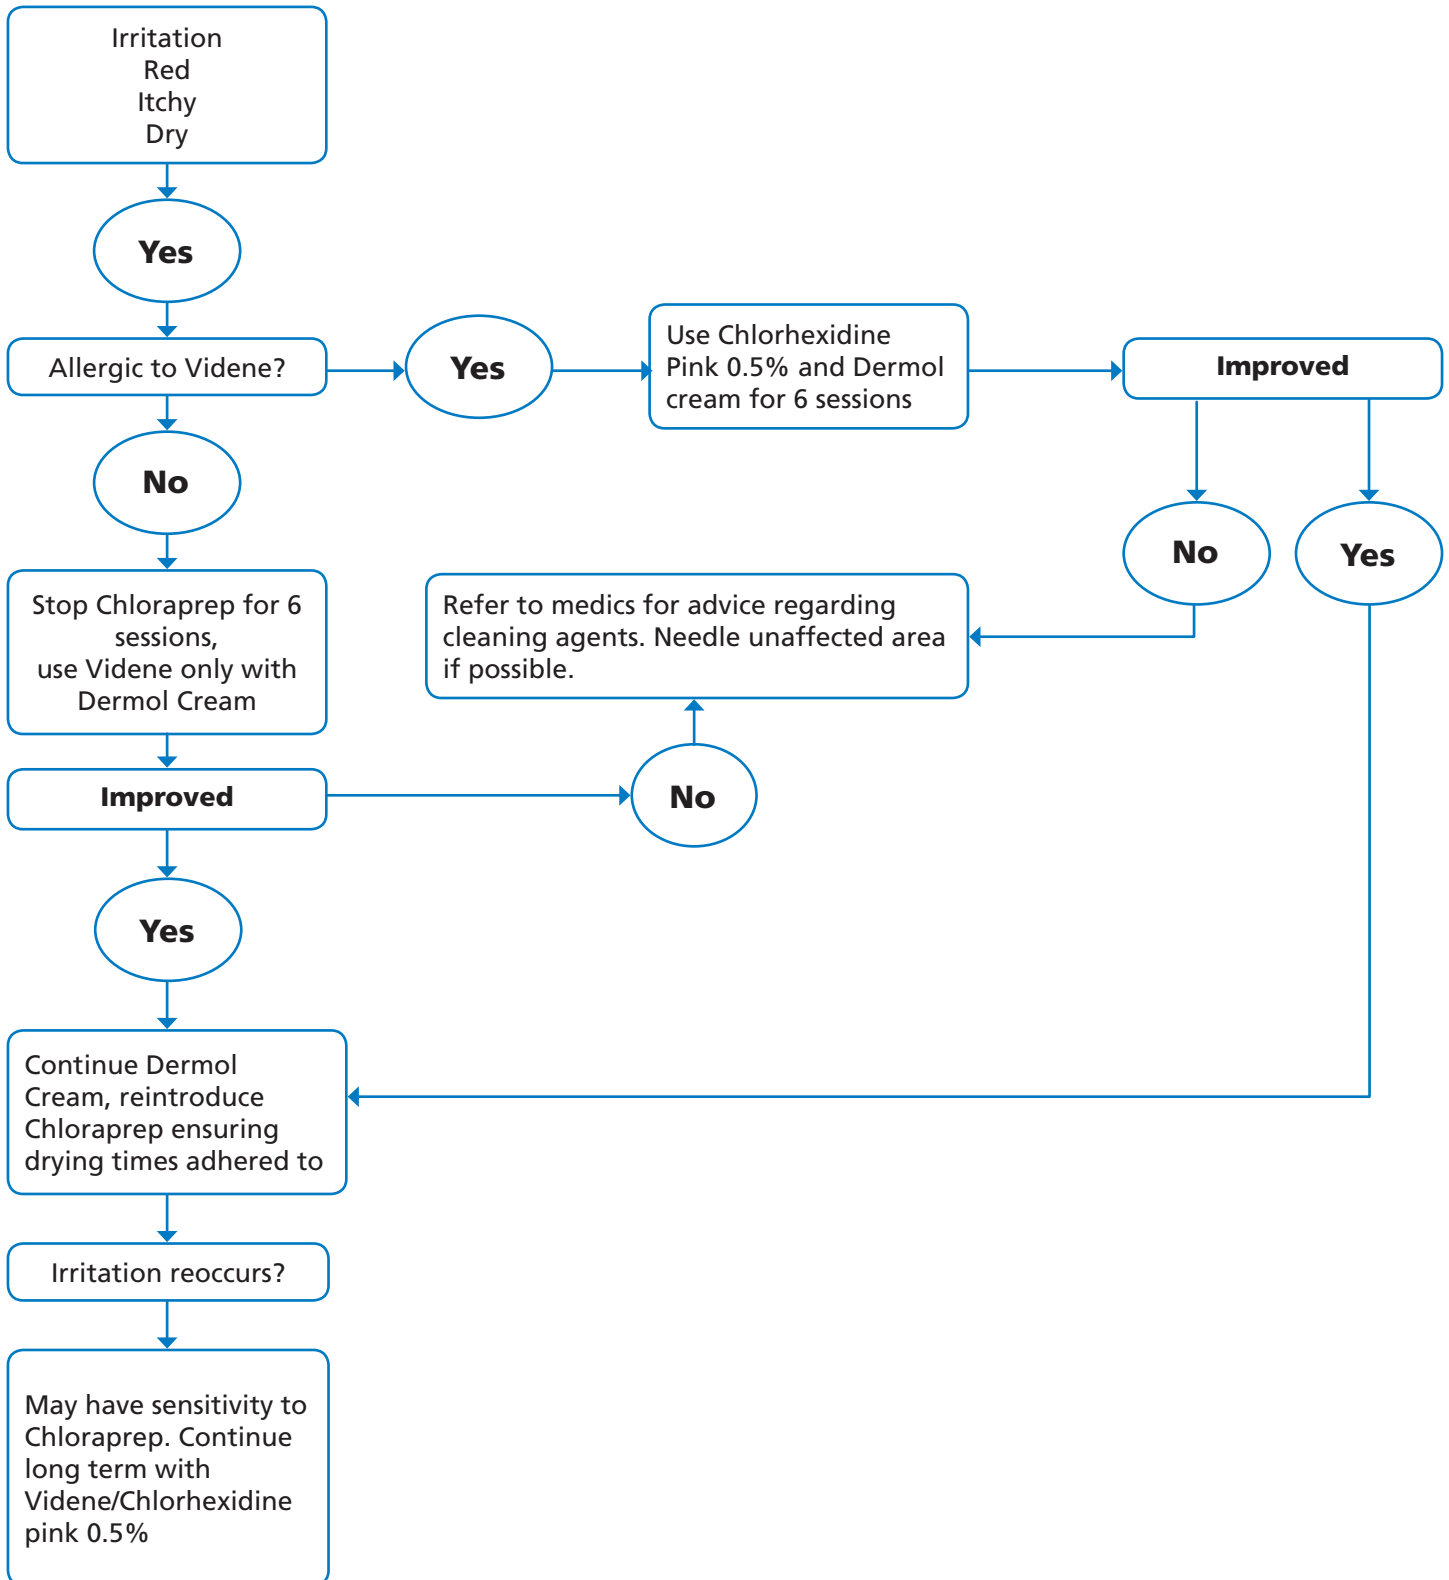 Irritation
Red
Itchy
Dry
Yes
Allergic to Videne?
Yes
Use Chlorhexidine
Pink 0.5% and Dermol
cream for 6 sessions
Improved
No
Yes
No
Stop Chloraprep for 6
sessions,
use Videne only with
Dermol Cream
Refer to medics for advice regarding
cleaning agents. Needle unaffected area
if possible.
Improved
No
Yes
Continue Dermol
Cream, reintroduce
Chloraprep ensuring
drying times adhered to
Irritation reoccurs?
May have sensitivity to
Chloraprep. Continue
long term with
Videne/Chlorhexidine
pink 0.5%